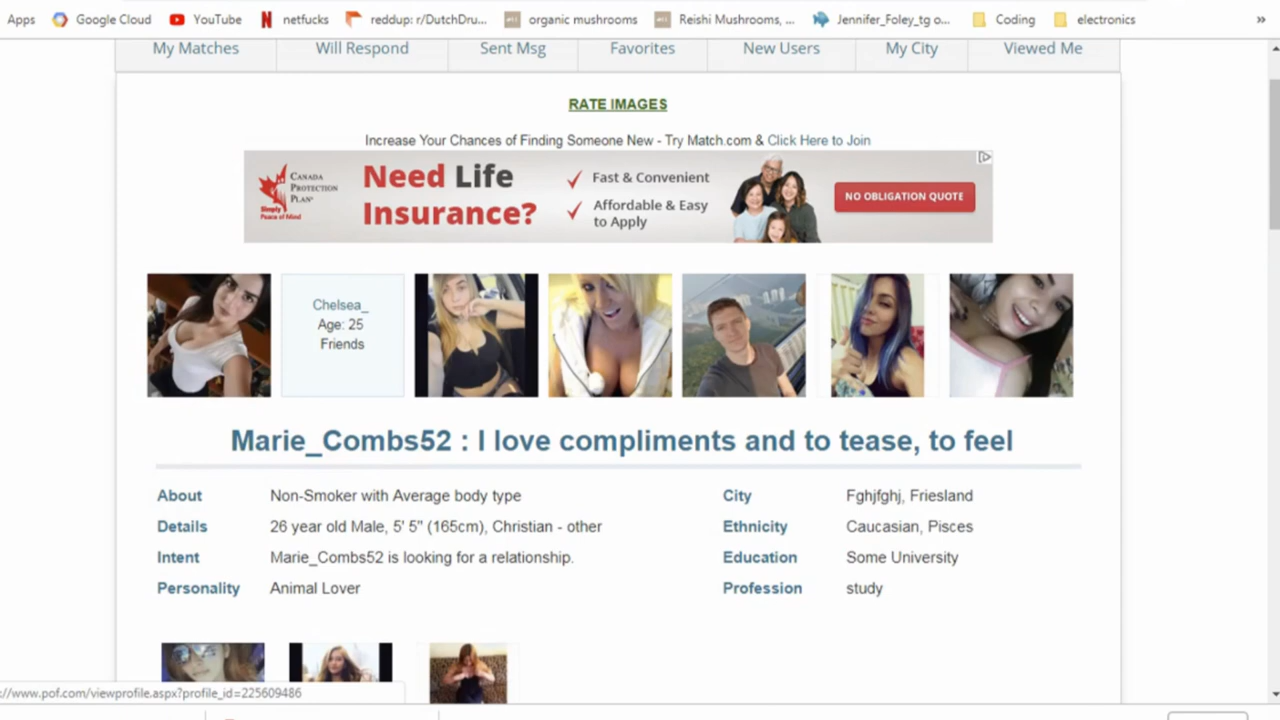 Apps Google Cloud YouTube netfucks reddup: r/DutchDru... organic mushrooms Reishi Mushrooms, ... Jennifer_Foley_tg o... Coding electronics »
My Matches Will Respond Sent Msg Favorites New Users My City Viewed Me
RATE IMAGES
Increase Your Chances of Finding Someone New - Try Match.com & Click Here to Join
CANADA PROTECTION PLAN
Simply Peace of Mind
Need Life Insurance?
Fast & Convenient
Affordable & Easy to Apply
NO OBLIGATION QUOTE
Chelsea_
Age: 25
Friends
Marie_Combs52 : I love compliments and to tease, to feel
About Non-Smoker with Average body type City Fghjfghj, Friesland
Details 26 year old Male, 5' 5" (165cm), Christian - other Ethnicity Caucasian, Pisces
Intent Marie_Combs52 is looking for a relationship. Education Some University
Personality Animal Lover Profession study
://www.pof.com/viewprofile.aspx?profile_id=225609486